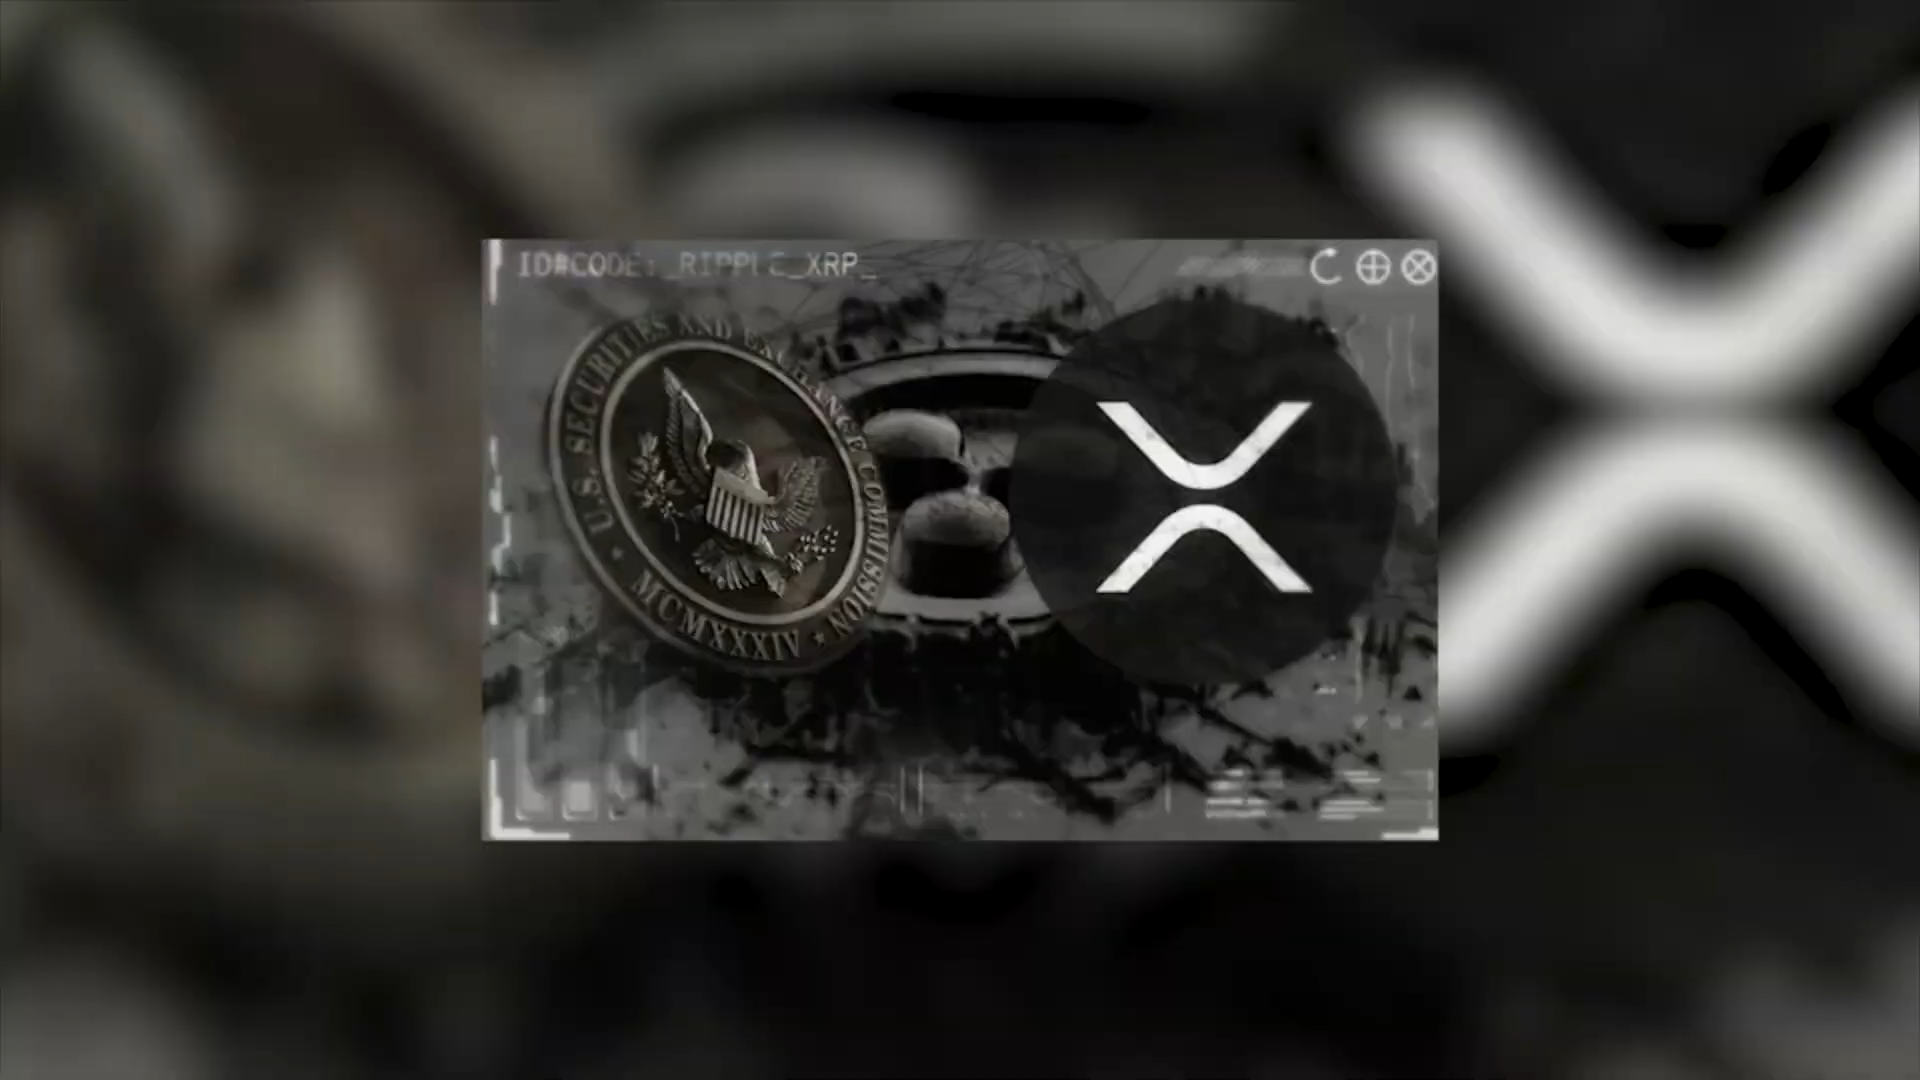 ID#CODE:_RIPPLE_XRP_
U.S. SECURITIES AND EXCHANGE COMMISSION
★ MCMXXXIV ★